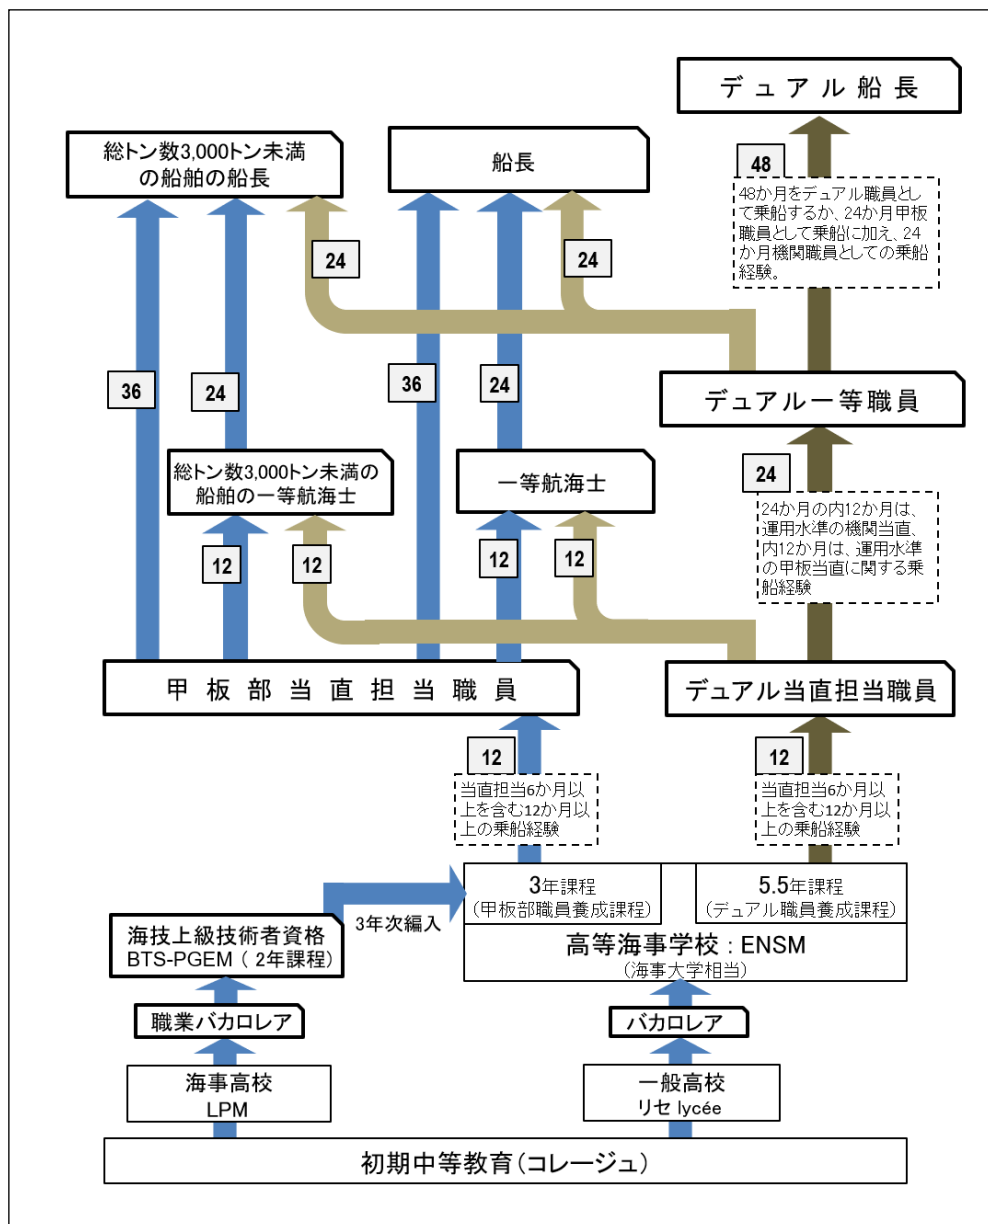 デュアル船長
総トン数3,000トン未満
の船舶の船長
船長
48
48か月をデュアル職員とし
て乗船するか、24か月甲板
職員として乗船に加え、24
か月機関職員としての乗船
経験。
24
24
36
24
36
24
デュアル一等職員
総トン数3,000トン未満の
船舶の一等航海士
一等航海士
24
24か月の内12か月は、
運用水準の機関当直、
内12か月は、運用水準
の甲板当直に関する乗
船経験
12
12
12
12
甲板部当直担当職員
デュアル当直担当職員
12
当直担当6か月以
上を含む12か月以
上の乗船経験
12
当直担当6か月以
上を含む12か月以
上の乗船経験
3年課程
(甲板部職員養成課程)
5.5年課程
(デュアル職員養成課程)
3年次編入
高等海事学校：ENSM
(海事大学相当)
海技上級技術者資格
BTS-PGEM（2年課程）
職業バカロレア
バカロレア
海事高校
LPM
一般高校
リセ lycée
初期中等教育(コレージュ)